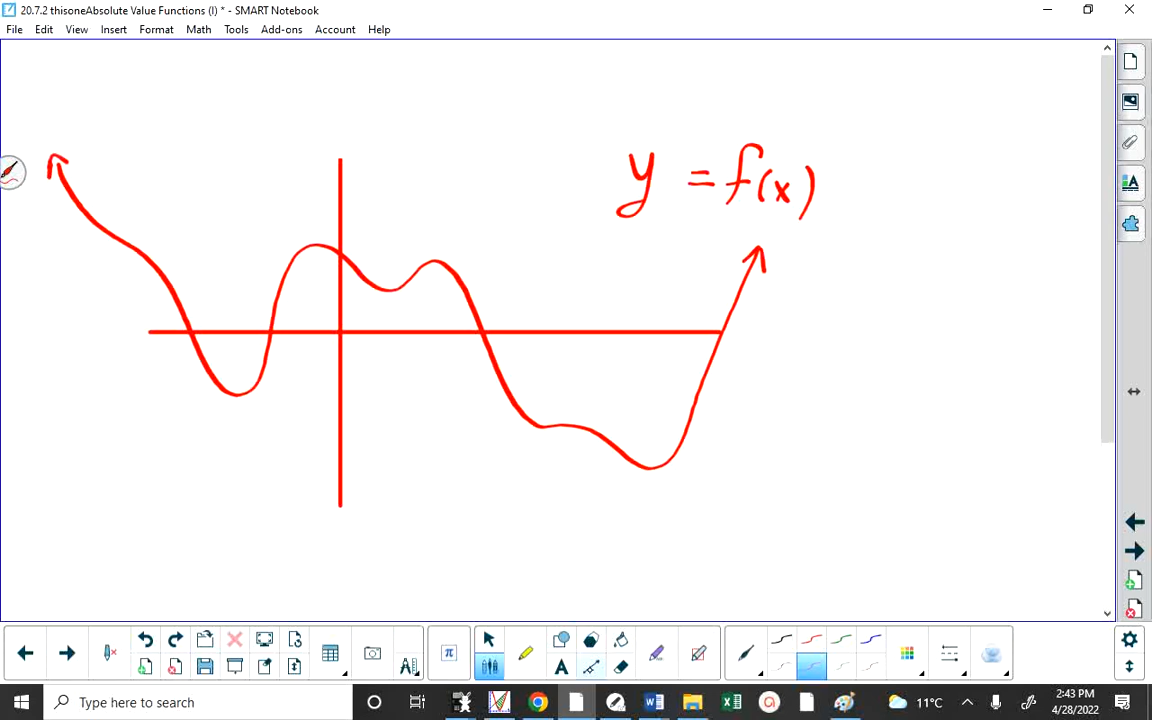 20.7.2 thisoneAbsolute Value Functions (I) * - SMART Notebook
File Edit View Insert Format Math Tools Add-ons Account Help
y = f(x)
π
A
Type here to search
11°C
2:43 PM
4/28/2022